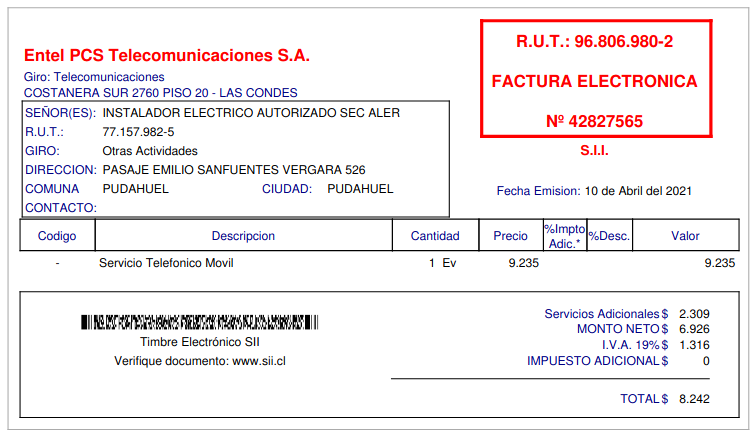 Entel PCS Telecomunicaciones S.A.
Giro: Telecomunicaciones
COSTANERA SUR 2760 PISO 20 - LAS CONDES
R.U.T.: 96.806.980-2
FACTURA ELECTRONICA
Nº 42827565
S.I.I.
SEÑOR(ES): INSTALADOR ELECTRICO AUTORIZADO SEC ALER
R.U.T.: 77.157.982-5
GIRO: Otras Actividades
DIRECCION: PASAJE EMILIO SANFUENTES VERGARA 526
COMUNA PUDAHUEL CIUDAD: PUDAHUEL
CONTACTO:
Fecha Emision: 10 de Abril del 2021
Codigo Descripcion Cantidad Precio %Impto Adic.* %Desc. Valor
- Servicio Telefonico Movil 1 Ev 9.235 9.235
Timbre Electrónico SII
Verifique documento: www.sii.cl
Servicios Adicionales $ 2.309
MONTO NETO $ 6.926
I.V.A. 19% $ 1.316
IMPUESTO ADICIONAL $ 0
TOTAL $ 8.242